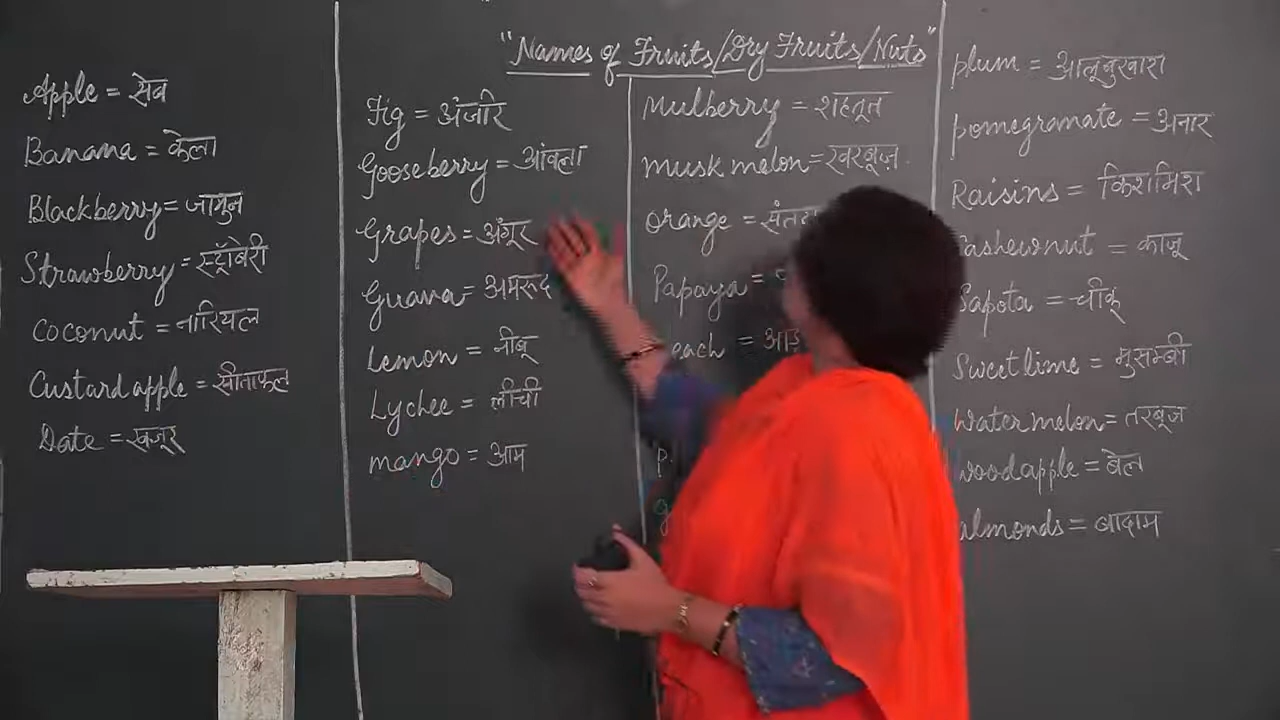 "Names of Fruits/Dry Fruits/Nuts"
Apple = सेब
Banana = केला
Blackberry = जामुन
Strawberry = स्ट्रॉबेरी
Coconut = नारियल
Custard apple = सीताफल
Date = खजूर
Fig = अंजीर
Gooseberry = आंवला
Grapes = अंगूर
Guava = अमरूद
Lemon = नींबू
Lychee = लीची
mango = आम
Mulberry = शहतूत
musk melon = खरबूज़
Orange =
Papaya =
=
plum = आलूबुखारा
pomegranate = अनार
Raisins = किशमिश
= काजू
Sapota = चीकू
Sweet lime = मुसम्बी
Water melon = तरबूज
Wood apple = बेल
almonds = बादाम